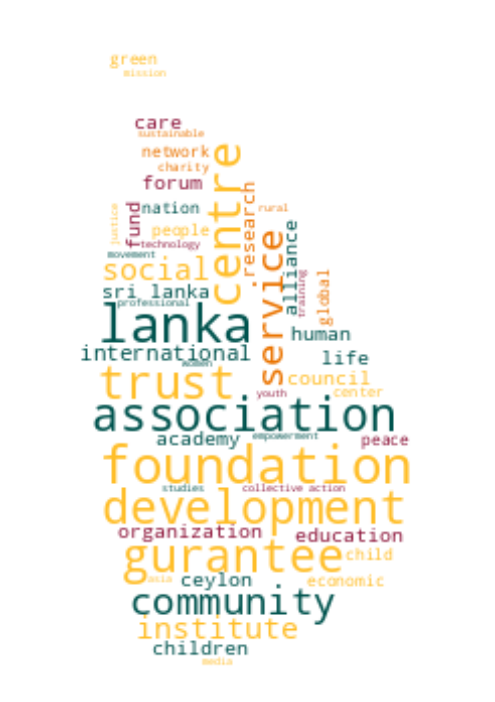 green
mission
care
sustainable
network
centre
charity
forum
research
fund
nation
rural
justice
people
service
alliance
technology
movement
social
training
global
sri lanka
professional
lanka
human
international
life
women
trust
council
youth
center
association
academy
empowerment
peace
foundation
studies
collective action
development
organization
education
gurantee
child
asia
ceylon
economic
community
institute
children
media